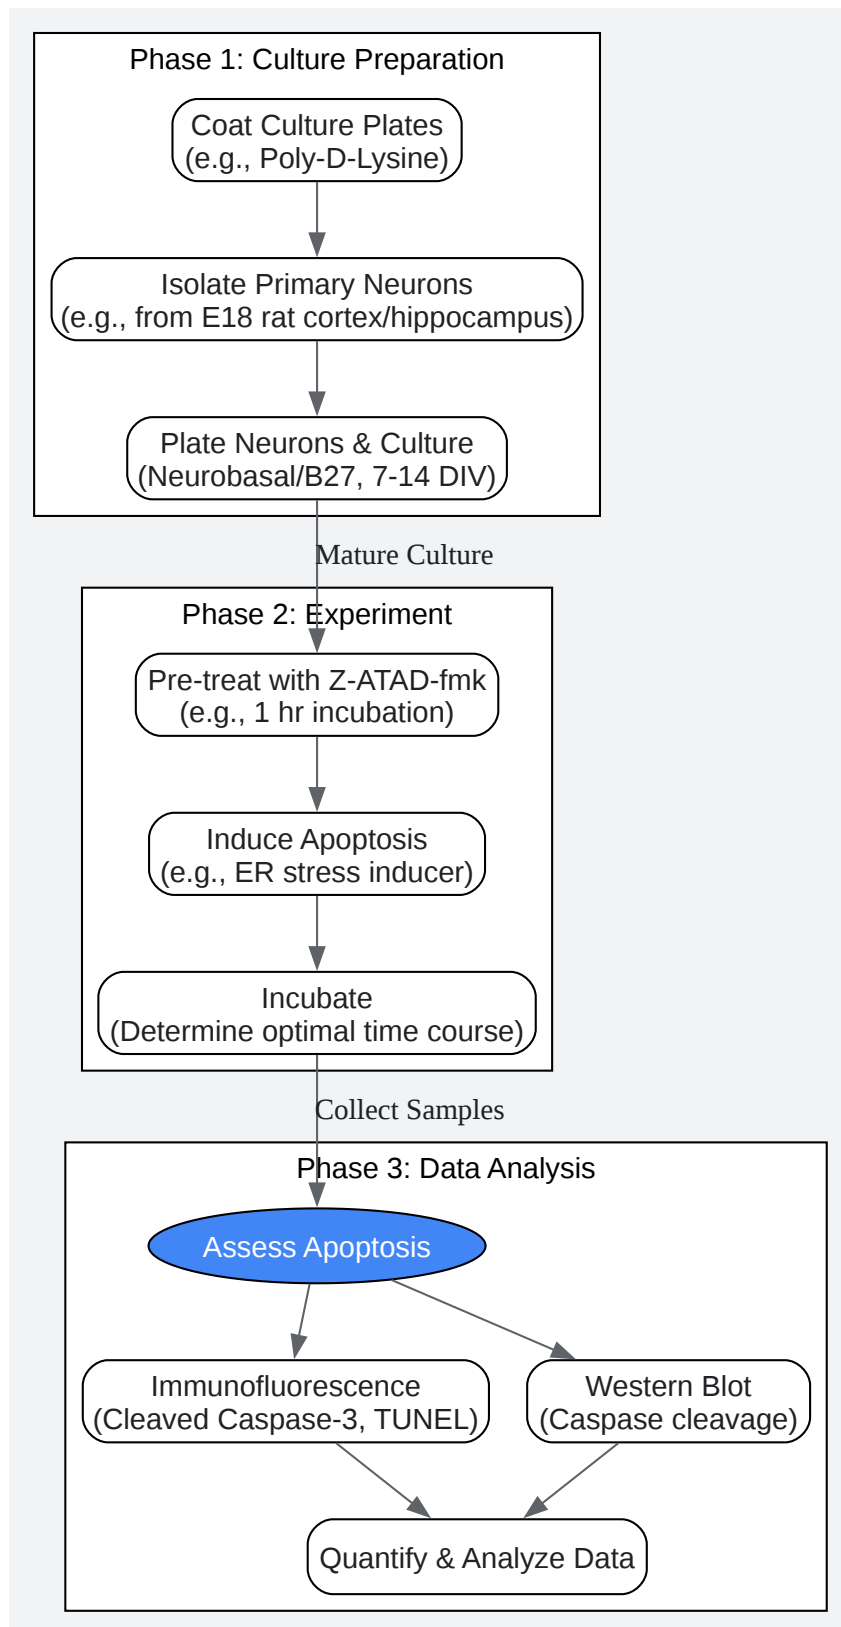 Phase 1: Culture Preparation
Coat Culture Plates
(e.g., Poly-D-Lysine)
Isolate Primary Neurons
(e.g., from E18 rat cortex/hippocampus)
Plate Neurons & Culture
(Neurobasal/B27, 7-14 DIV)
Mature Culture
Phase 2: Experiment
Pre-treat with Z-ATAD-fmk
(e.g., 1 hr incubation)
Induce Apoptosis
(e.g., ER stress inducer)
Incubate
(Determine optimal time course)
Collect Samples
Phase 3: Data Analysis
Assess Apoptosis
Immunofluorescence
(Cleaved Caspase-3, TUNEL)
Western Blot
(Caspase cleavage)
Quantify & Analyze Data